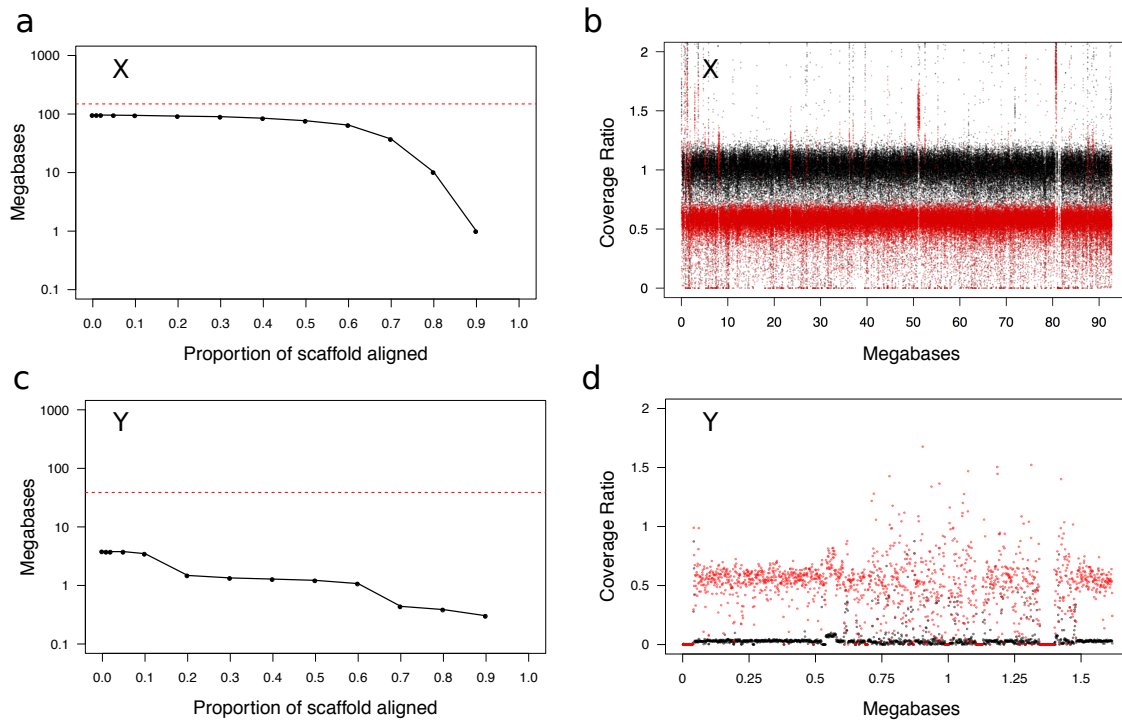 a
X
1000
100
10
1
0.1
Megabases
0.0 0.1 0.2 0.3 0.4 0.5 0.6 0.7 0.8 0.9 1.0
Proportion of scaffold aligned
b
X
2
1.5
1
0.5
0
Coverage Ratio
0 10 20 30 40 50 60 70 80 90
Megabases
c
Y
1000
100
10
1
0.1
Megabases
0.0 0.1 0.2 0.3 0.4 0.5 0.6 0.7 0.8 0.9 1.0
Proportion of scaffold aligned
d
Y
2
1.5
1
0.5
0
Coverage Ratio
0 0.25 0.5 0.75 1 1.25 1.5
Megabases